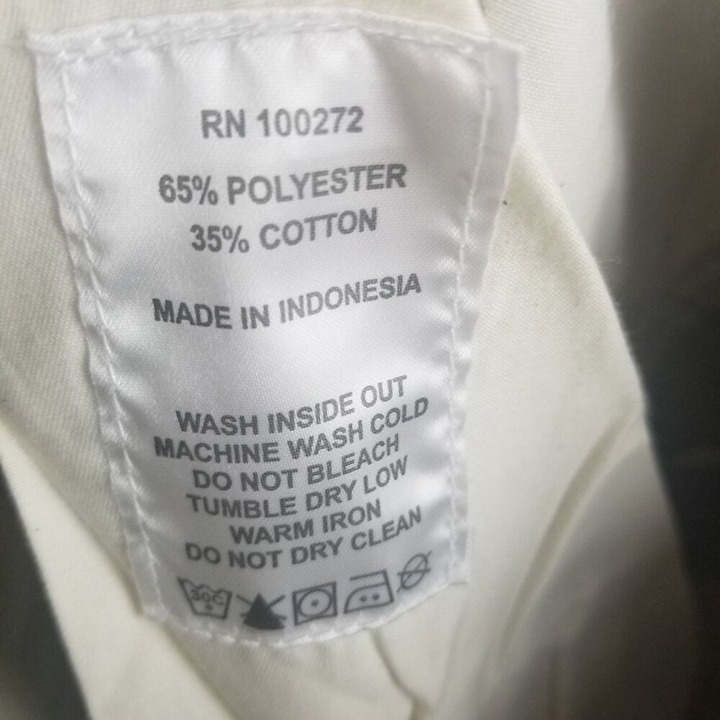 RN 100272
65% POLYESTER
35% COTTON
MADE IN INDONESIA
WASH INSIDE OUT
MACHINE WASH COLD
DO NOT BLEACH
TUMBLE DRY LOW
WARM IRON
DO NOT DRY CLEAN
30C